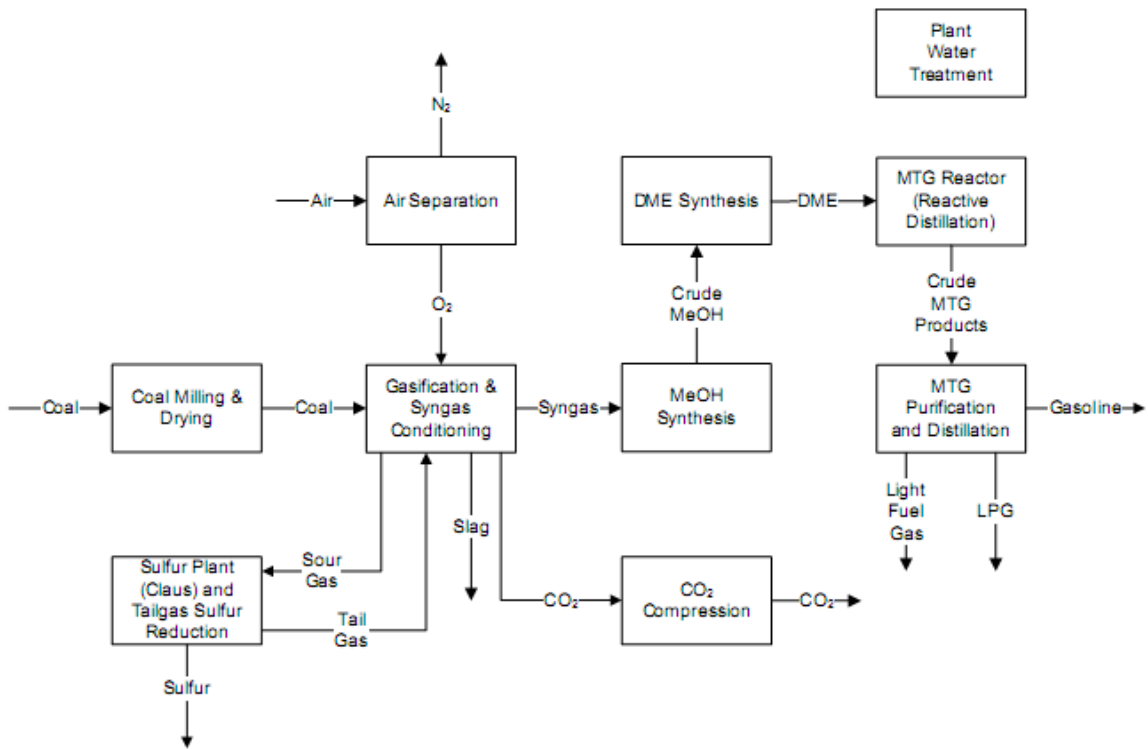 Plant
Water
Treatment
N₂
Air
Air Separation
DME Synthesis
DME
MTG Reactor
(Reactive
Distillation)
O₂
Crude
MeOH
Crude
MTG
Products
Coal
Coal Milling &
Drying
Coal
Gasification &
Syngas
Conditioning
Syngas
MeOH
Synthesis
MTG
Purification
and Distillation
Gasoline
Light
Fuel
Gas
LPG
Slag
Sour
Gas
Sulfur Plant
(Claus) and
Tailgas Sulfur
Reduction
Tail
Gas
CO₂
CO₂
Compression
CO₂
Sulfur